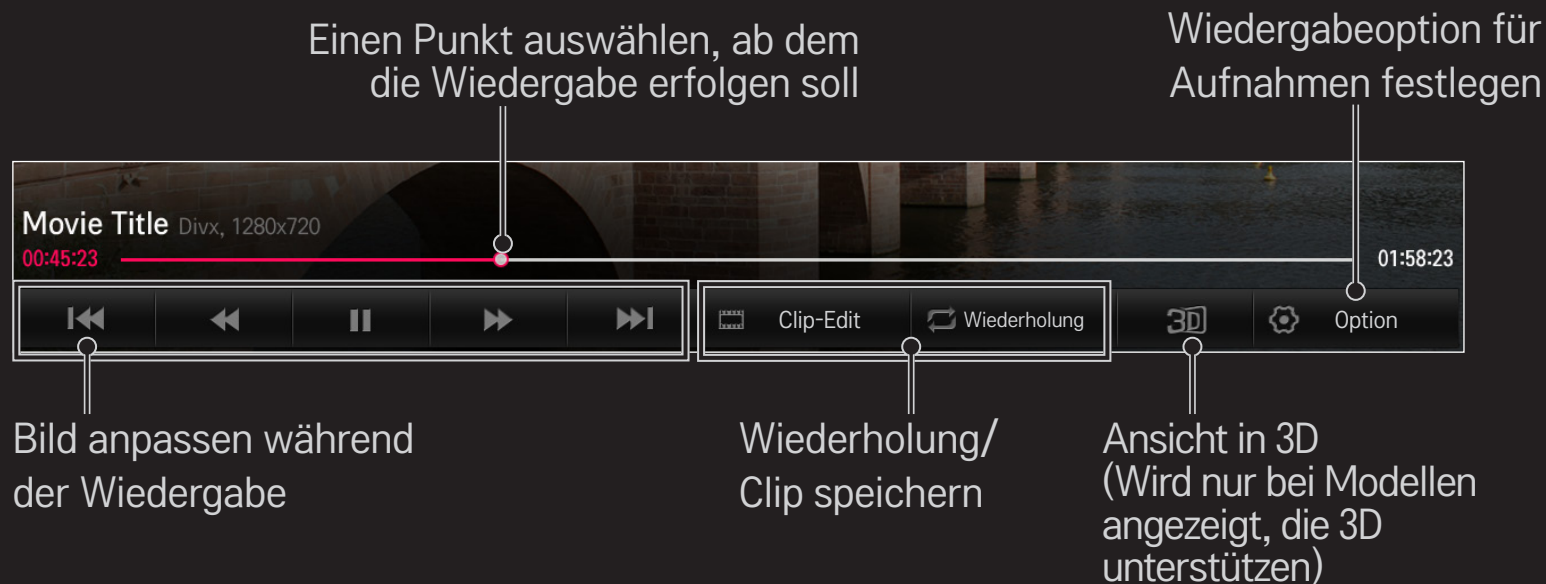 Einen Punkt auswählen, ab dem
die Wiedergabe erfolgen soll
Wiedergabeoption für
Aufnahmen festlegen
Movie Title Divx, 1280x720
00:45:23
01:58:23
Clip-Edit
Wiederholung
3D
Option
Bild anpassen während
der Wiedergabe
Wiederholung/
Clip speichern
Ansicht in 3D
(Wird nur bei Modellen
angezeigt, die 3D
unterstützen)